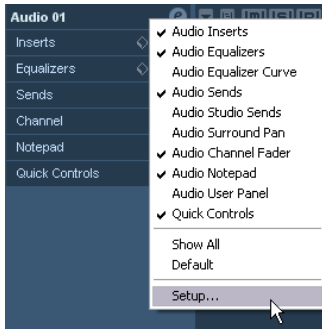 Audio 01
Inserts
Equalizers
Sends
Channel
Notepad
Quick Controls
Audio Inserts
Audio Equalizers
Audio Equalizer Curve
Audio Sends
Audio Studio Sends
Audio Surround Pan
Audio Channel Fader
Audio Notepad
Audio User Panel
Quick Controls
Show All
Default
Setup...